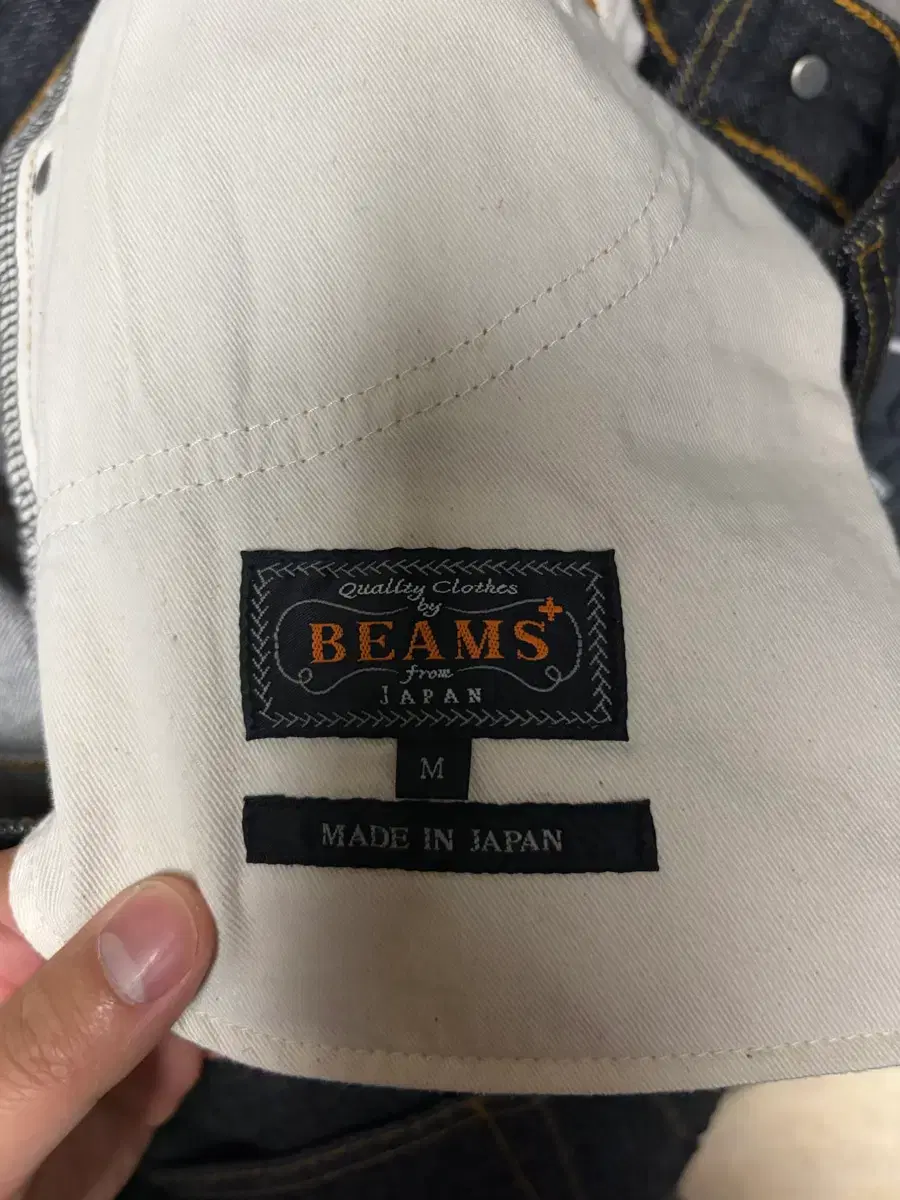 Quality Clothes
by
BEAMS+
from
JAPAN
M
MADE IN JAPAN